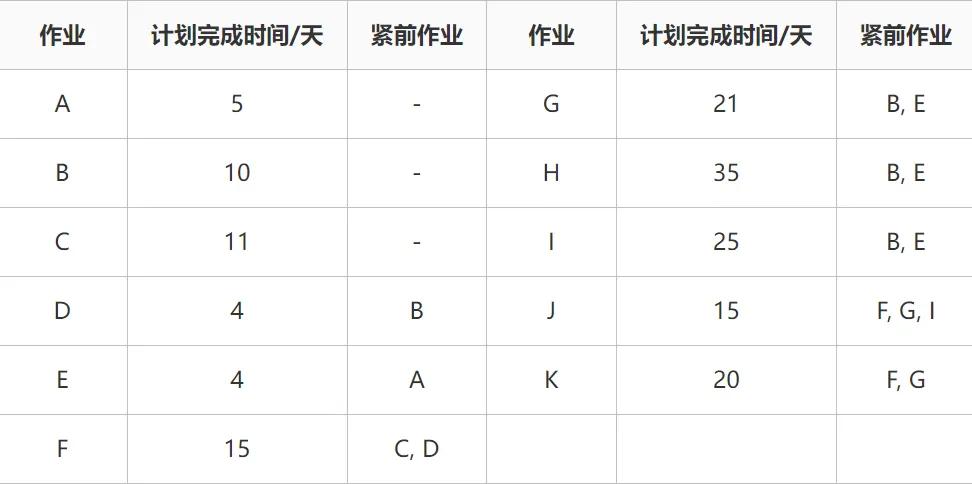 作业 计划完成时间/天 紧前作业 作业 计划完成时间/天 紧前作业
A 5 - G 21 B, E
B 10 - H 35 B, E
C 11 - I 25 B, E
D 4 B J 15 F, G, I
E 4 A K 20 F, G
F 15 C, D